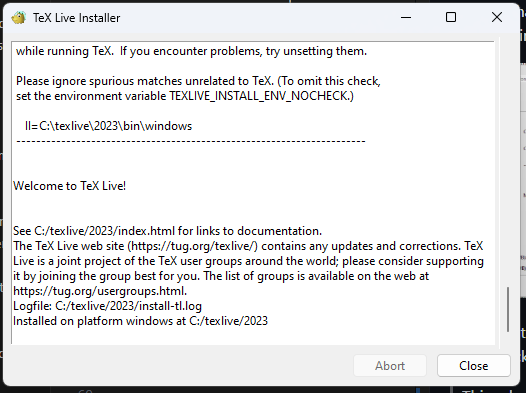 TeX Live Installer
while running TeX.  If you encounter problems, try unsetting them.
Please ignore spurious matches unrelated to TeX. (To omit this check,
set the environment variable TEXLIVE_INSTALL_ENV_NOCHECK.)
ll=C:\texlive\2023\bin\windows
----------------------------------------------------------------------
Welcome to TeX Live!
See C:/texlive/2023/index.html for links to documentation.
The TeX Live web site (https://tug.org/texlive/) contains any updates and corrections. TeX
Live is a joint project of the TeX user groups around the world; please consider supporting
it by joining the group best for you. The list of groups is available on the web at
https://tug.org/usergroups.html.
Logfile: C:/texlive/2023/install-tl.log
Installed on platform windows at C:/texlive/2023
Abort
Close